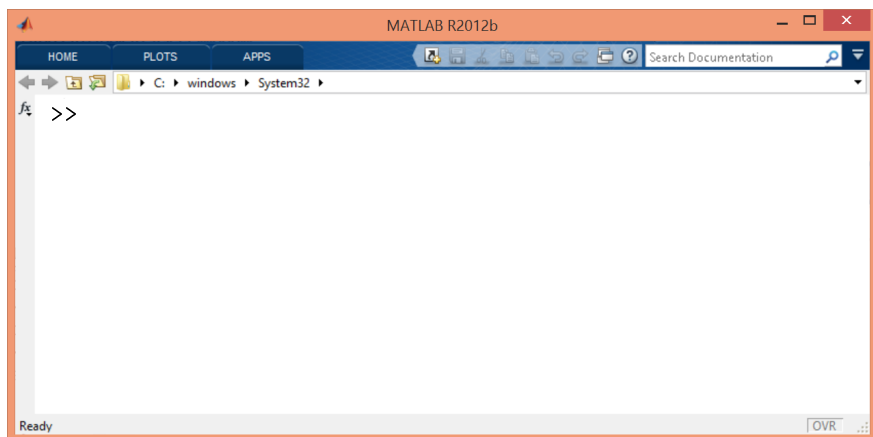 MATLAB R2012b
HOME PLOTS APPS Search Documentation
C: windows System32
fx >>
Ready OVR